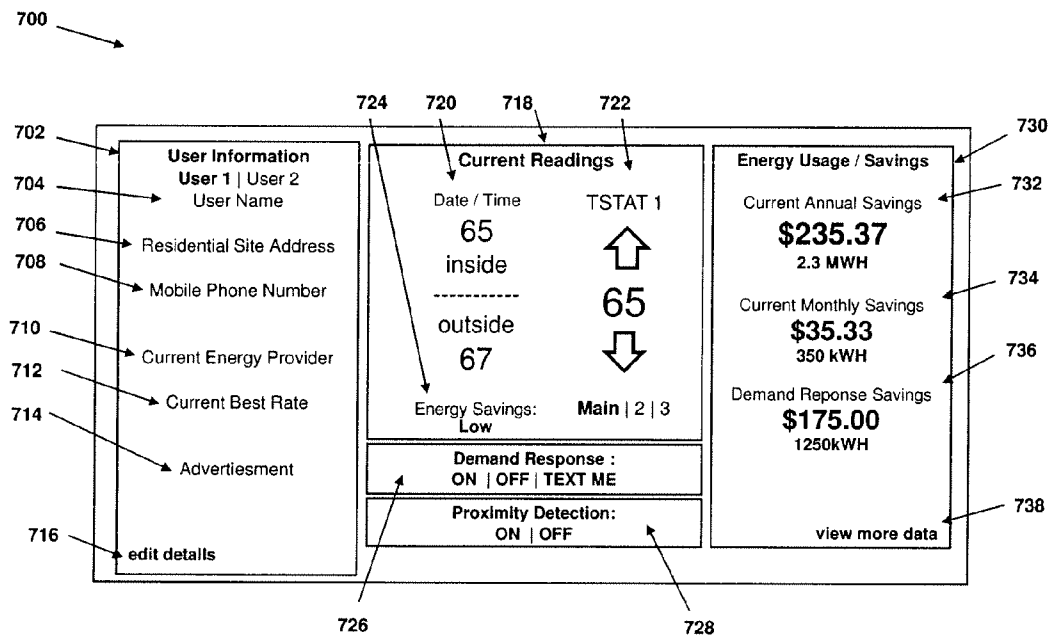 700
724 720 718 722
702
730
User Information
User 1 | User 2
User Name
704
706
Residential Site Address
708
Mobile Phone Number
710
Current Energy Provider
712
Current Best Rate
714
Advertiesment
716
edit details
Current Readings
Date / Time
65
inside
outside
67
Energy Savings:
Low
TSTAT 1
65
Main | 2 | 3
Demand Response :
ON | OFF | TEXT ME
Proximity Detection:
ON | OFF
726
728
Energy Usage / Savings
732
Current Annual Savings
$235.37
2.3 MWH
734
Current Monthly Savings
$35.33
350 kWH
736
Demand Reponse Savings
$175.00
1250kWH
738
view more data